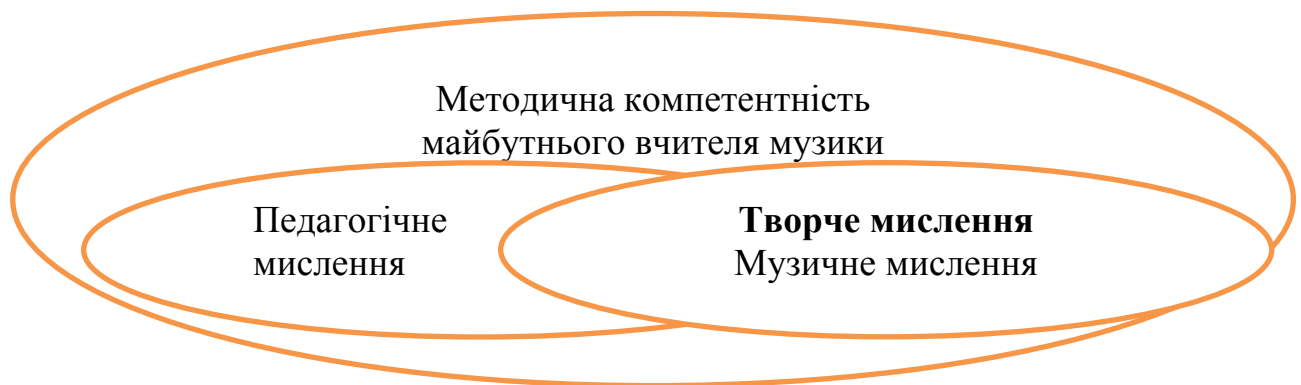 Методична компетентність
майбутнього вчителя музики
Педагогічне
мислення
Творче мислення
Музичне мислення